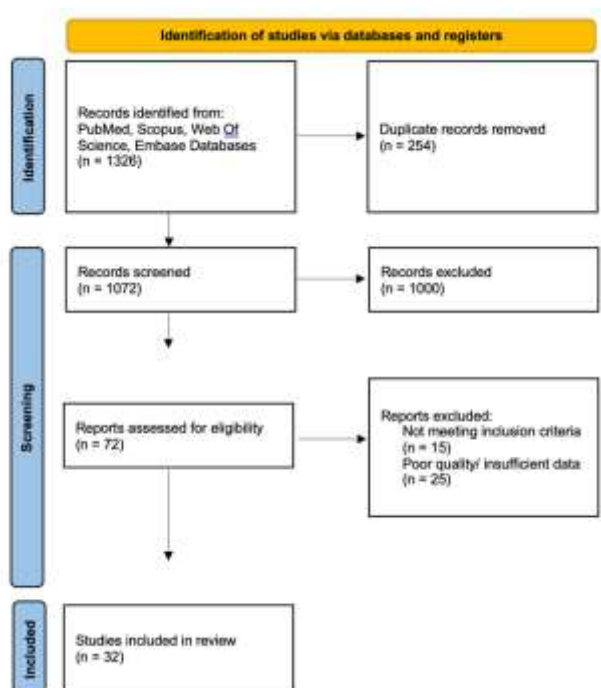 Identification of studies via databases and registers
Identification
Records identified from:
PubMed, Scopus, Web Of
Science, Embase Databases
(n = 1326)
Duplicate records removed
(n = 254)
Screening
Records screened
(n = 1072)
Records excluded
(n = 1000)
Reports assessed for eligibility
(n = 72)
Reports excluded:
Not meeting inclusion criteria
(n = 15)
Poor quality/ insufficient data
(n = 25)
Included
Studies included in review
(n = 32)